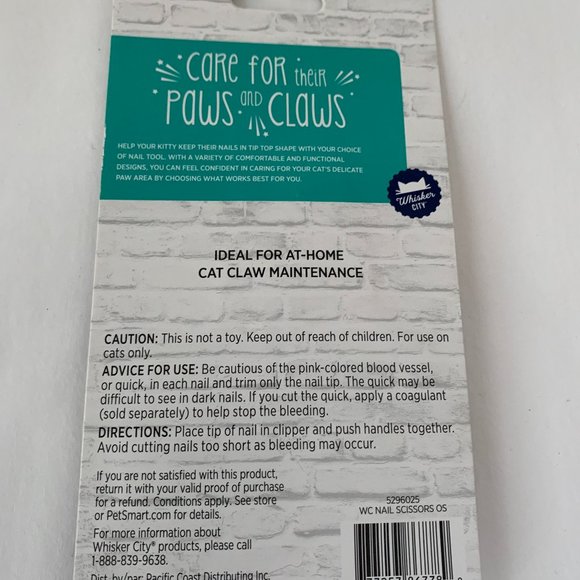 CARE FOR their
PAWS and CLAWS
HELP YOUR KITTY KEEP THEIR NAILS IN TIP TOP SHAPE WITH YOUR CHOICE
OF NAIL TOOL. WITH A VARIETY OF COMFORTABLE AND FUNCTIONAL
DESIGNS, YOU CAN FEEL CONFIDENT IN CARING FOR YOUR CAT'S DELICATE
PAW AREA BY CHOOSING WHAT WORKS BEST FOR YOU.
Whisker
CITY
IDEAL FOR AT-HOME
CAT CLAW MAINTENANCE
CAUTION: This is not a toy. Keep out of reach of children. For use on
cats only.
ADVICE FOR USE: Be cautious of the pink-colored blood vessel,
or quick, in each nail and trim only the nail tip. The quick may be
difficult to see in dark nails. If you cut the quick, apply a coagulant
(sold separately) to help stop the bleeding.
DIRECTIONS: Place tip of nail in clipper and push handles together.
Avoid cutting nails too short as bleeding may occur.
If you are not satisfied with this product,
return it with your valid proof of purchase
for a refund. Conditions apply. See store
or PetSmart.com for details.
For more information about
Whisker City® products, please call
1-888-839-9638.
Dist. by/par: Pacific Coast Distributing, Inc.
5296025
WC NAIL SCISSORS OS